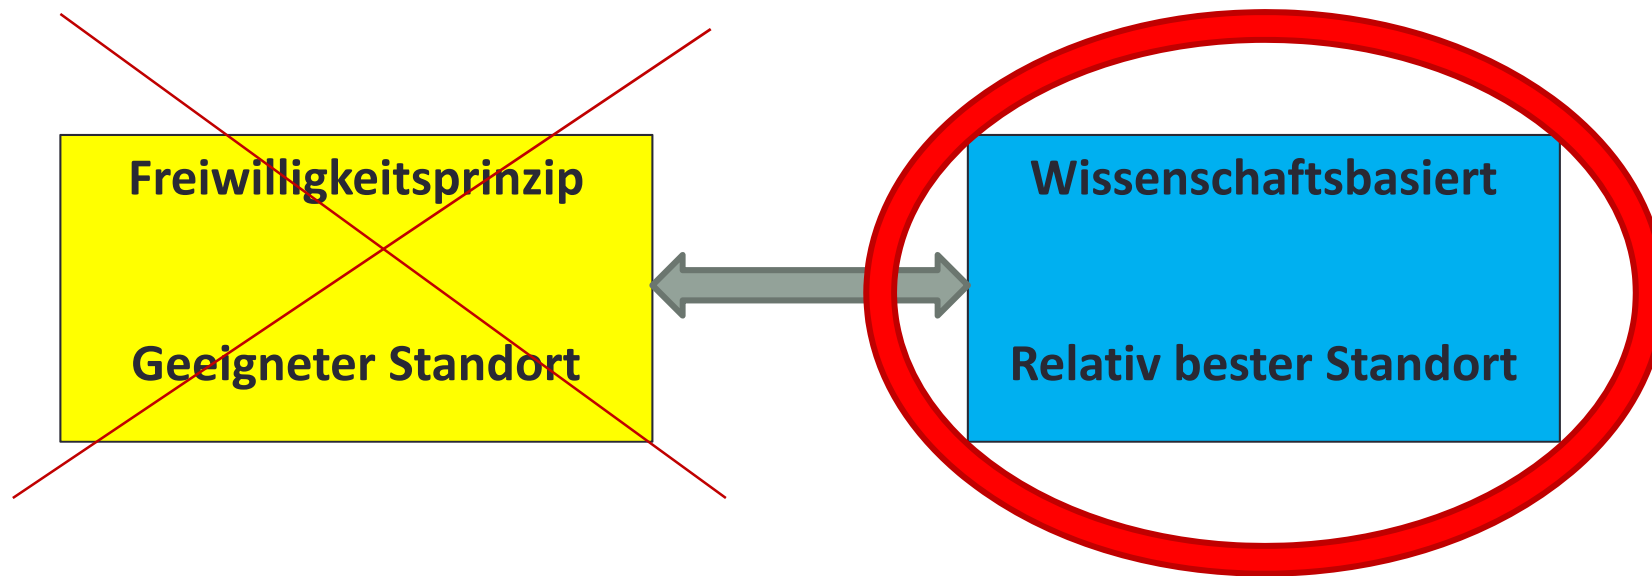 Freiwilligkeitsprinzip
Geeigneter Standort
Wissenschaftsbasiert
Relativ bester Standort